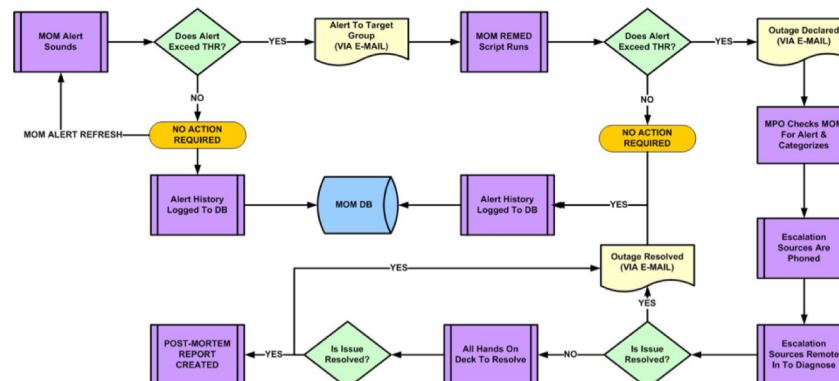 MOM Alert
Sounds
Does Alert
Exceed THR?
YES
Alert To Target
Group
(VIA E-MAIL)
MOM REMED
Script Runs
Does Alert
Exceed THR?
YES
Outage Declared
(VIA E-MAIL)
NO
NO
MOM ALERT REFRESH
NO ACTION
REQUIRED
NO ACTION
REQUIRED
MPO Checks MOM
For Alert &
Categorizes
Alert History
Logged To DB
MOM DB
Alert History
Logged To DB
YES
Escalation
Sources Are
Phoned
YES
Outage Resolved
(VIA E-MAIL)
YES
POST-MORTEM
REPORT
CREATED
YES
Is Issue
Resolved?
All Hands On
Deck To Resolve
NO
Is Issue
Resolved?
Escalation
Sources Remote
In To Diagnose